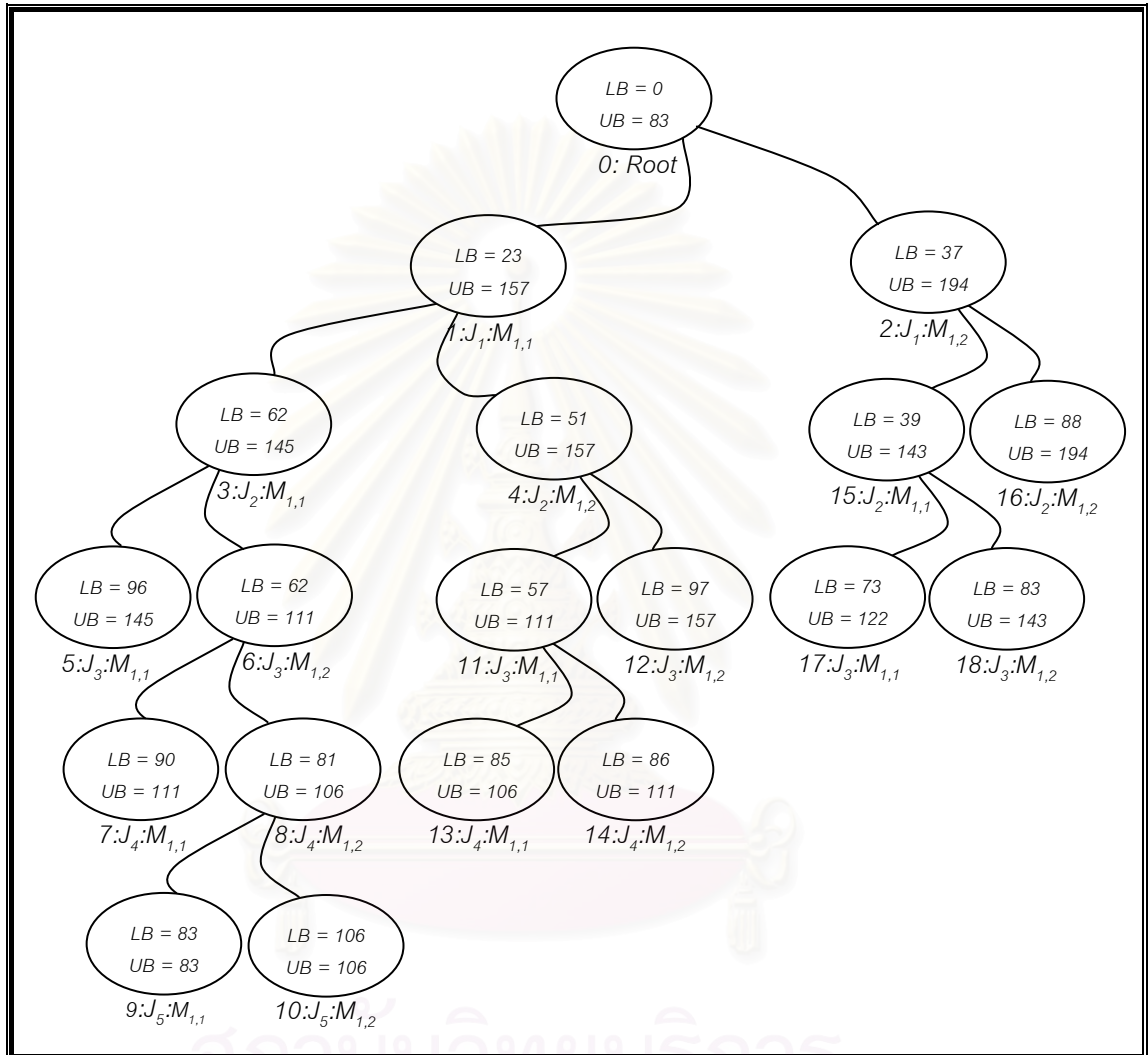 LB = 0
UB = 83
0: Root
LB = 23
UB = 157
1:J1:M1,1
LB = 37
UB = 194
2:J1:M1,2
LB = 62
UB = 145
3:J2:M1,1
LB = 51
UB = 157
4:J2:M1,2
LB = 39
UB = 143
15:J2:M1,1
LB = 88
UB = 194
16:J2:M1,2
LB = 96
UB = 145
5:J3:M1,1
LB = 62
UB = 111
6:J3:M1,2
LB = 57
UB = 111
11:J3:M1,1
LB = 97
UB = 157
12:J3:M1,2
LB = 73
UB = 122
17:J3:M1,1
LB = 83
UB = 143
18:J3:M1,2
LB = 90
UB = 111
7:J4:M1,1
LB = 81
UB = 106
8:J4:M1,2
LB = 85
UB = 106
13:J4:M1,1
LB = 86
UB = 111
14:J4:M1,2
LB = 83
UB = 83
9:J5:M1,1
LB = 106
UB = 106
10:J5:M1,2